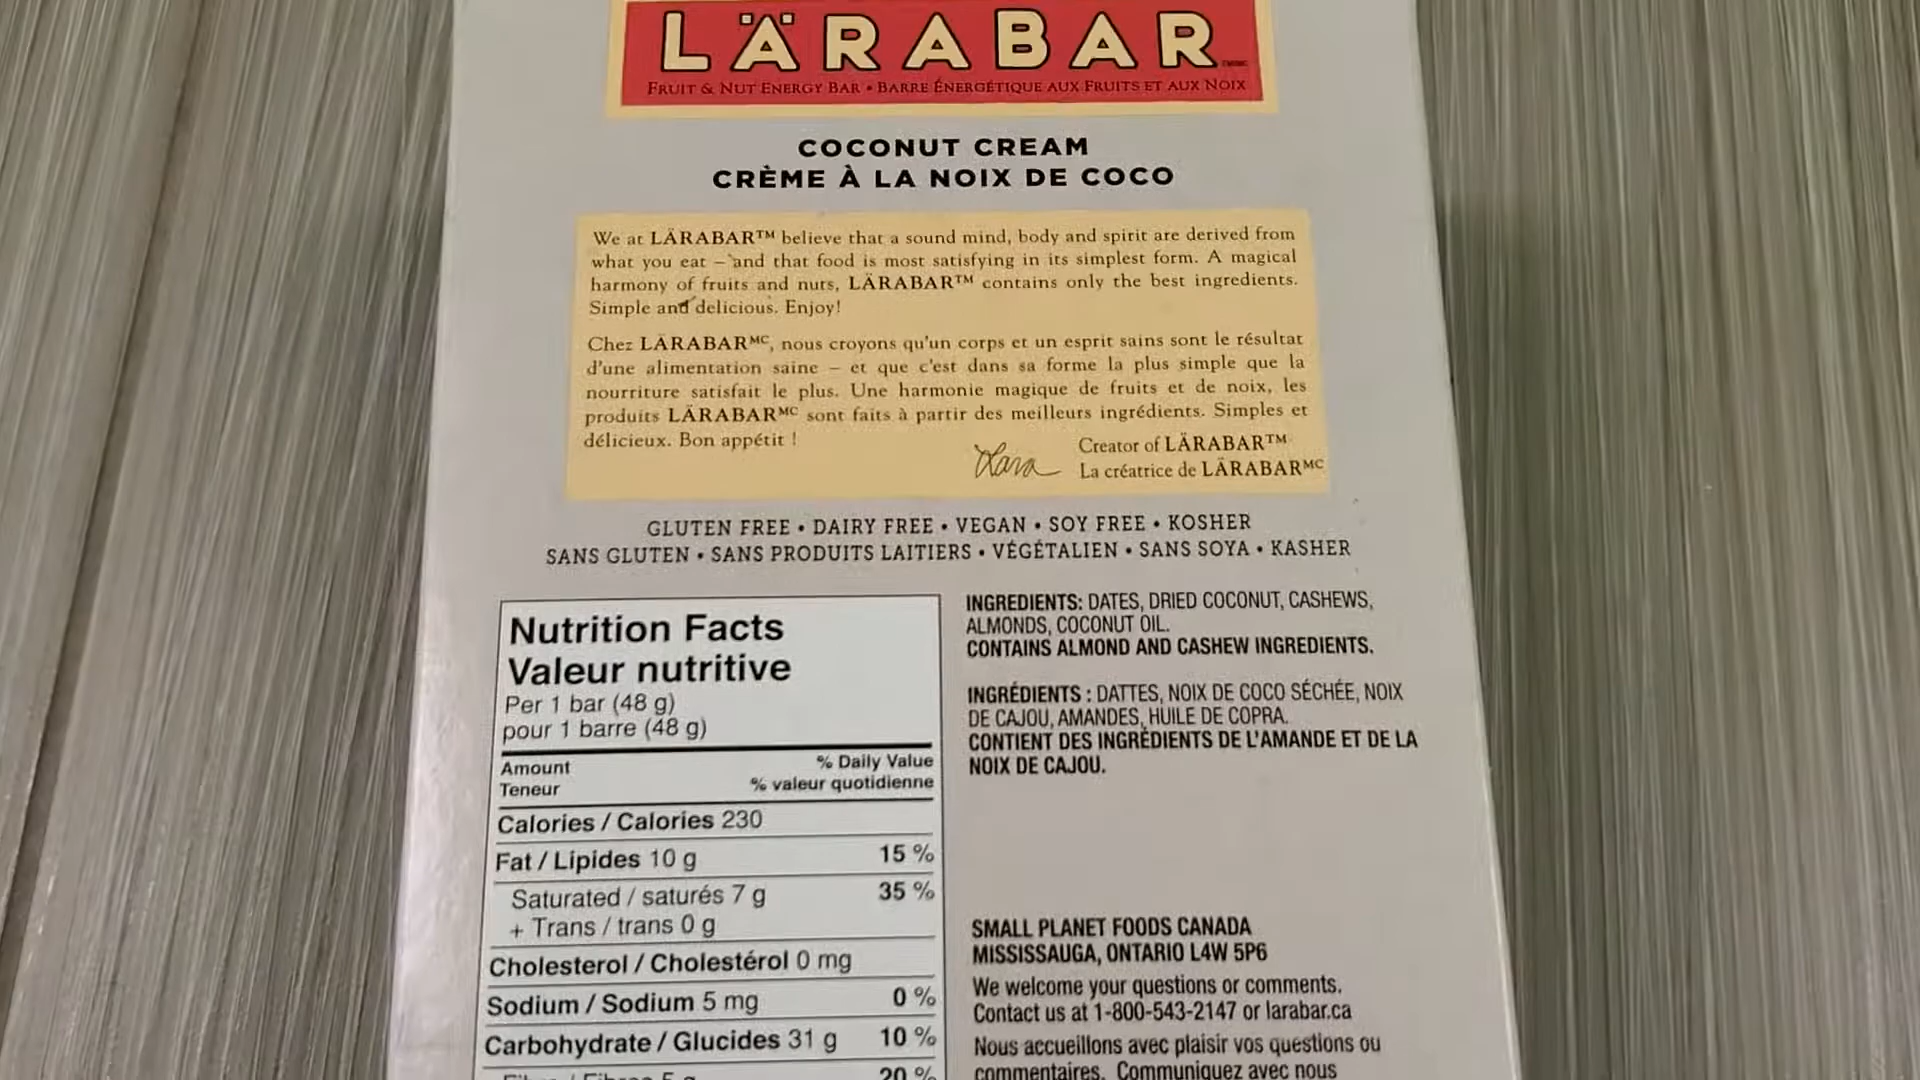 LÄRABAR
FRUIT & NUT ENERGY BAR • BARRE ÉNERGÉTIQUE AUX FRUITS ET AUX NOIX
COCONUT CREAM
CRÈME À LA NOIX DE COCO
We at LÄRABAR™ believe that a sound mind, body and spirit are derived from
what you eat – and that food is most satisfying in its simplest form. A magical
harmony of fruits and nuts, LÄRABAR™ contains only the best ingredients.
Simple and delicious. Enjoy!
Chez LÄRABARᴹᶜ, nous croyons qu'un corps et un esprit sains sont le résultat
d'une alimentation saine – et que c'est dans sa forme la plus simple que la
nourriture satisfait le plus. Une harmonie magique de fruits et de noix, les
produits LÄRABARᴹᶜ sont faits à partir des meilleurs ingrédients. Simples et
délicieux. Bon appétit !
Lara
Creator of LÄRABAR™
La créatrice de LÄRABARᴹᶜ
GLUTEN FREE • DAIRY FREE • VEGAN • SOY FREE • KOSHER
SANS GLUTEN • SANS PRODUITS LAITIERS • VÉGÉTALIEN • SANS SOYA • KASHER
Nutrition Facts
Valeur nutritive
Per 1 bar (48 g)
pour 1 barre (48 g)
Amount % Daily Value
Teneur % valeur quotidienne
Calories / Calories 230
Fat / Lipides 10 g 15 %
Saturated / saturés 7 g 35 %
+ Trans / trans 0 g
Cholesterol / Cholestérol 0 mg
Sodium / Sodium 5 mg 0 %
Carbohydrate / Glucides 31 g 10 %
20 %
INGREDIENTS: DATES, DRIED COCONUT, CASHEWS,
ALMONDS, COCONUT OIL.
CONTAINS ALMOND AND CASHEW INGREDIENTS.
INGRÉDIENTS : DATTES, NOIX DE COCO SÉCHÉE, NOIX
DE CAJOU, AMANDES, HUILE DE COPRA.
CONTIENT DES INGRÉDIENTS DE L'AMANDE ET DE LA
NOIX DE CAJOU.
SMALL PLANET FOODS CANADA
MISSISSAUGA, ONTARIO L4W 5P6
We welcome your questions or comments.
Contact us at 1-800-543-2147 or larabar.ca
Nous accueillons avec plaisir vos questions ou
commentaires. Communiquez avec nous